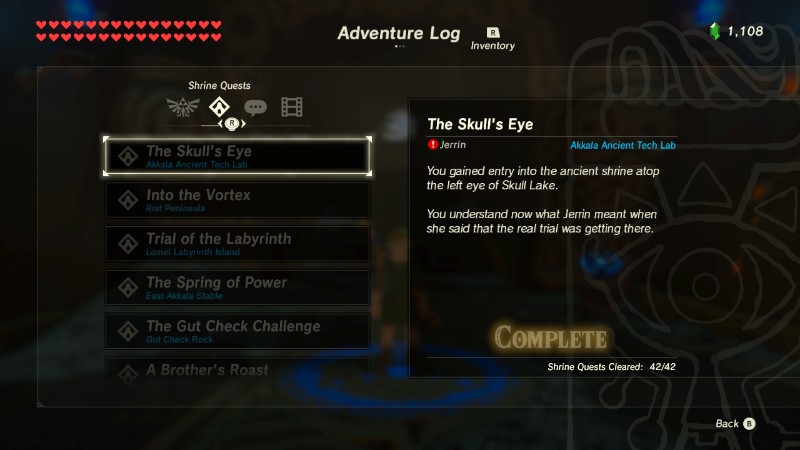 Adventure Log
R
Inventory
1,108
Shrine Quests
R
The Skull's Eye
Akkala Ancient Tech Lab
Into the Vortex
Rist Peninsula
Trial of the Labyrinth
Lomei Labyrinth Island
The Spring of Power
East Akkala Stable
The Gut Check Challenge
Gut Check Rock
A Brother's Roast
The Skull's Eye
! Jerrin
Akkala Ancient Tech Lab
You gained entry into the ancient shrine atop
the left eye of Skull Lake.
You understand now what Jerrin meant when
she said that the real trial was getting there.
COMPLETE
Shrine Quests Cleared: 42/42
Back B